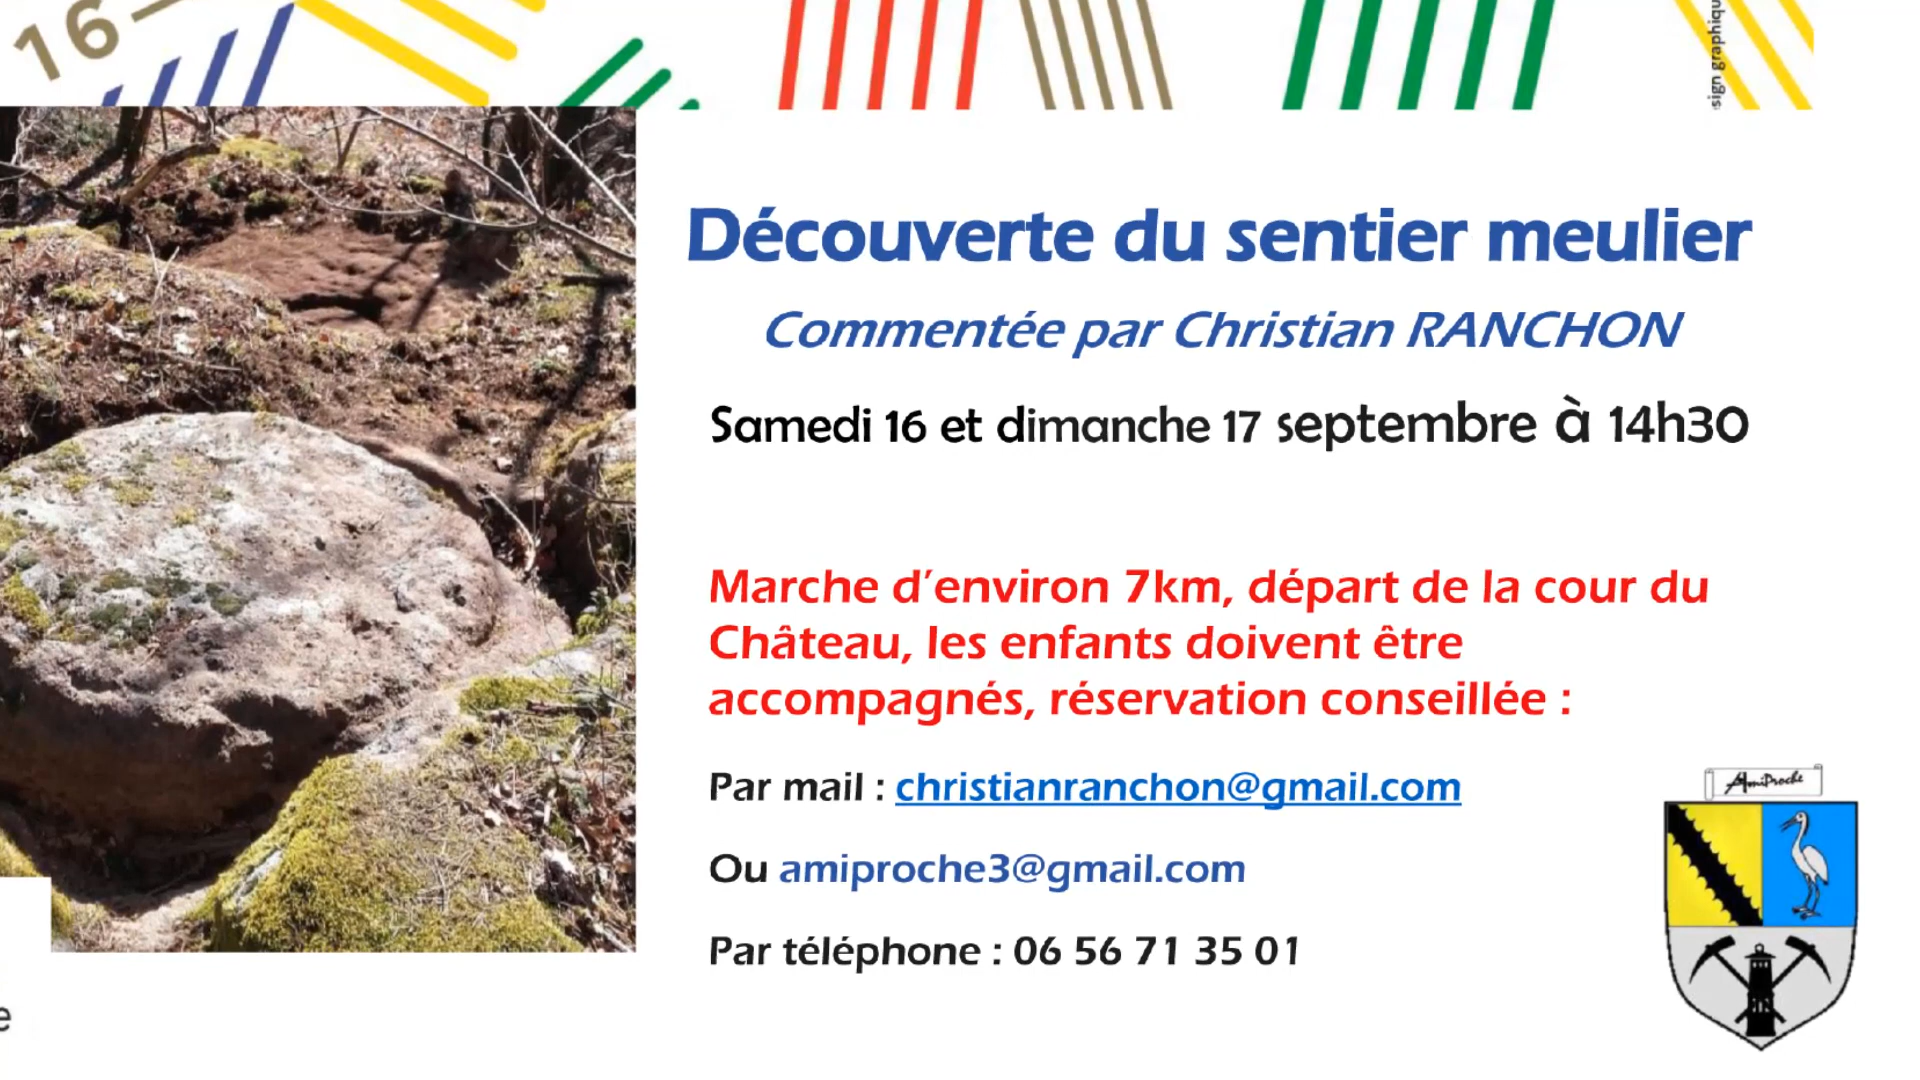 16
sign graphiqu
Découverte du sentier meulier
Commentée par Christian RANCHON
Samedi 16 et dimanche 17 septembre à 14h30
Marche d’environ 7km, départ de la cour du
Château, les enfants doivent être
accompagnés, réservation conseillée :
Par mail : christianranchon@gmail.com
Ou amiproche3@gmail.com
Par téléphone : 06 56 71 35 01
AmiProche
e